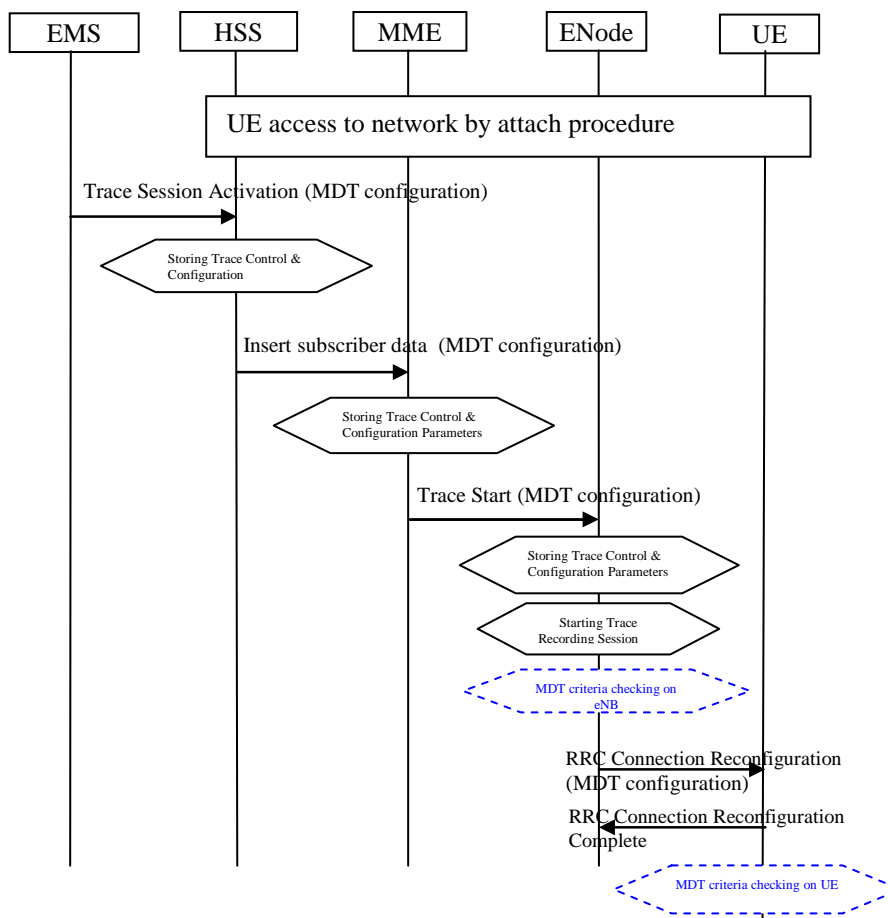 EMS HSS MME ENode UE
UE access to network by attach procedure
Trace Session Activation (MDT configuration)
Storing Trace Control &
Configuration
Insert subscriber data (MDT configuration)
Storing Trace Control &
Configuration Parameters
Trace Start (MDT configuration)
Storing Trace Control &
Configuration Parameters
Starting Trace
Recording Session
MDT criteria checking on
eNB
RRC Connection Reconfiguration
(MDT configuration)
RRC Connection Reconfiguration
Complete
MDT criteria checking on UE